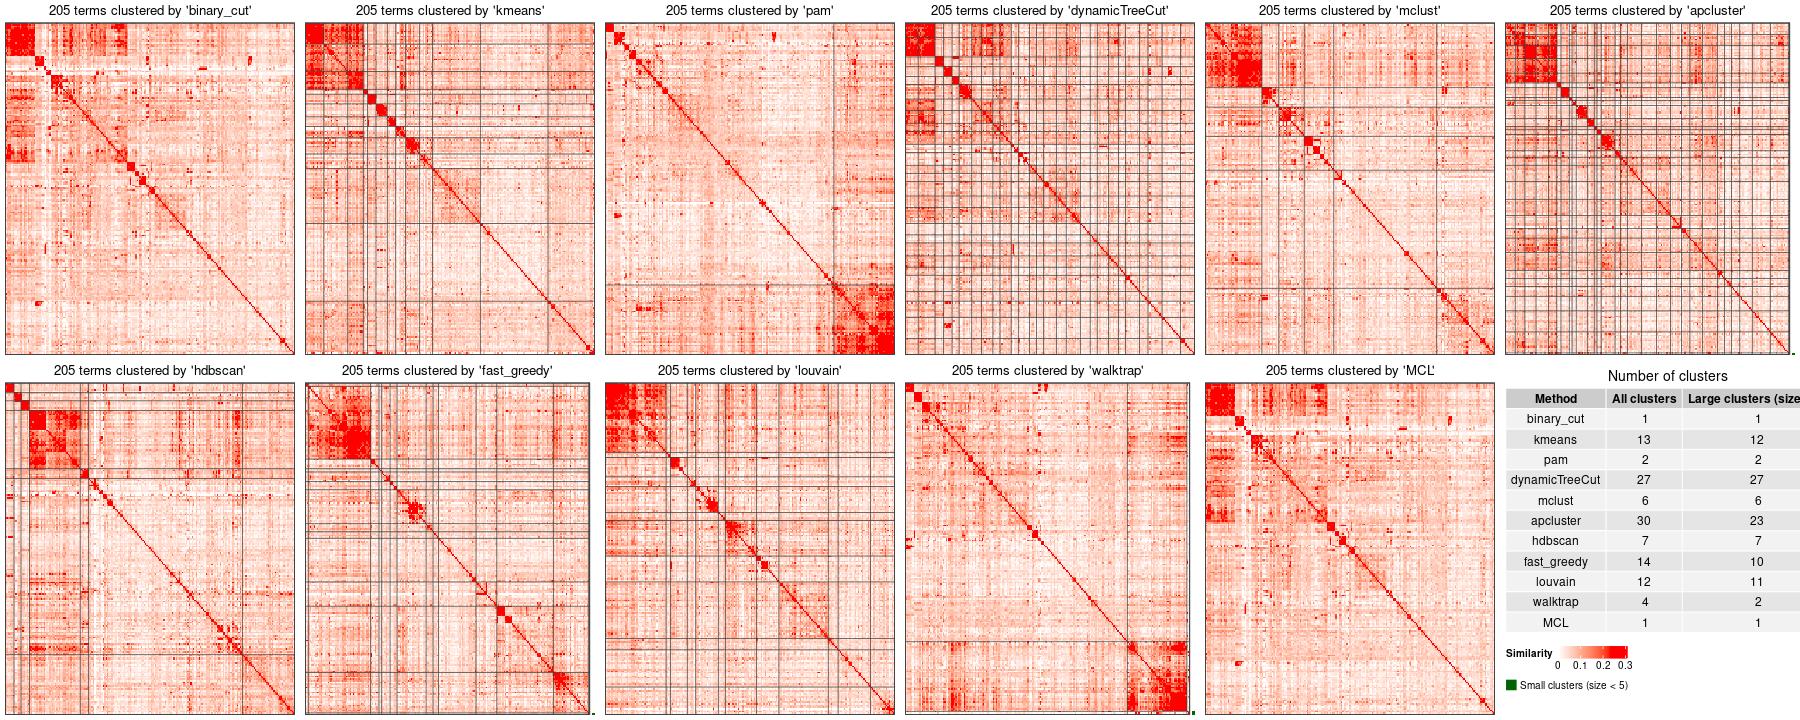 205 terms clustered by 'binary_cut'
205 terms clustered by 'kmeans'
205 terms clustered by 'pam'
205 terms clustered by 'dynamicTreeCut'
205 terms clustered by 'mclust'
205 terms clustered by 'apcluster'
205 terms clustered by 'hdbscan'
205 terms clustered by 'fast_greedy'
205 terms clustered by 'louvain'
205 terms clustered by 'walktrap'
205 terms clustered by 'MCL'
Number of clusters
Method All clusters Large clusters (size
binary_cut 1 1
kmeans 13 12
pam 2 2
dynamicTreeCut 27 27
mclust 6 6
apcluster 30 23
hdbscan 7 7
fast_greedy 14 10
louvain 12 11
walktrap 4 2
MCL 1 1
Similarity
0 0.1 0.2 0.3
Small clusters (size < 5)